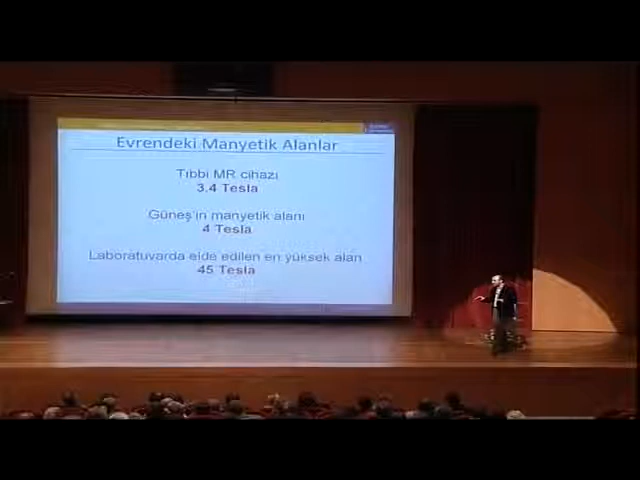 Evrendeki Manyetik Alanlar
Tıbbi MR cihazı
3.4 Tesla
Güneş'in manyetik alanı
4 Tesla
Laboratuvarda elde edilen en yüksek alan
45 Tesla